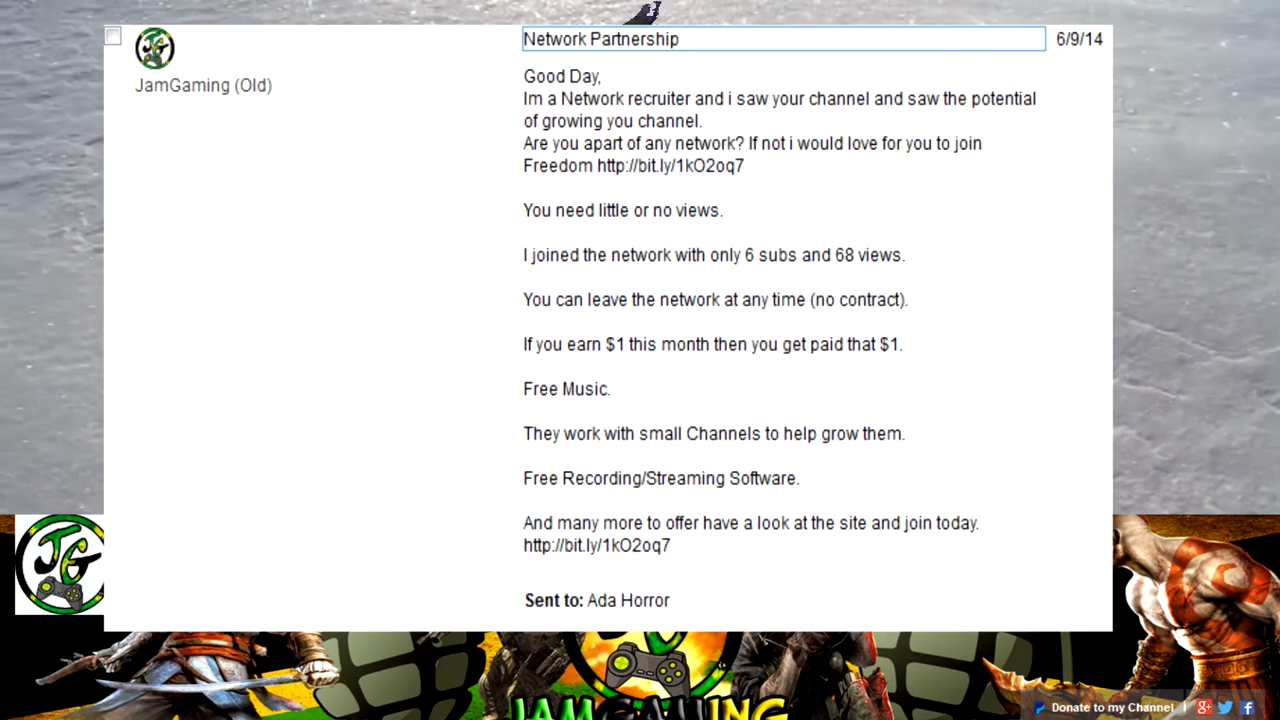 Network Partnership
6/9/14
JamGaming (Old)
Good Day,
Im a Network recruiter and i saw your channel and saw the potential
of growing you channel.
Are you apart of any network? If not i would love for you to join
Freedom http://bit.ly/1kO2oq7
You need little or no views.
I joined the network with only 6 subs and 68 views.
You can leave the network at any time (no contract).
If you earn $1 this month then you get paid that $1.
Free Music.
They work with small Channels to help grow them.
Free Recording/Streaming Software.
And many more to offer have a look at the site and join today.
http://bit.ly/1kO2oq7
Sent to: Ada Horror
JG
JAM GAMING
Donate to my Channel